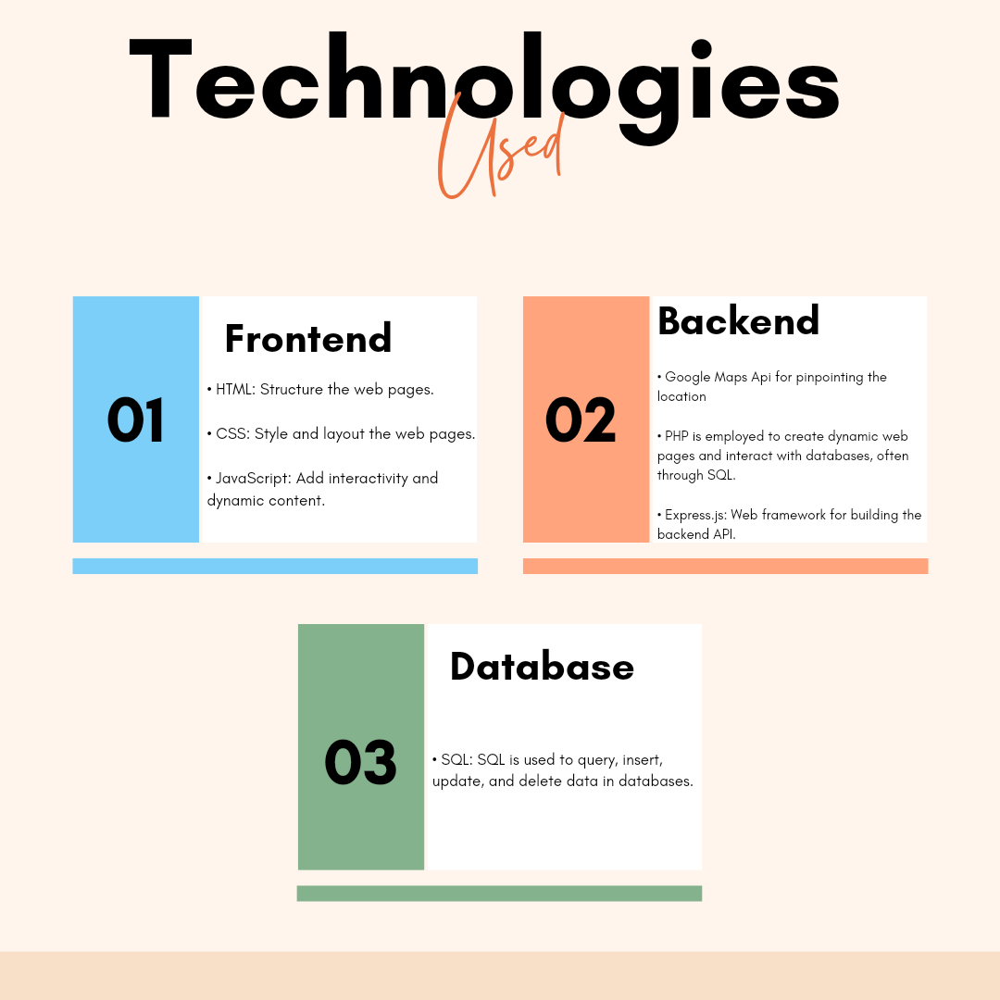 Technologies
Used
01
Frontend
• HTML: Structure the web pages.
• CSS: Style and layout the web pages.
• JavaScript: Add interactivity and
dynamic content.
02
Backend
• Google Maps Api for pinpointing the
location
• PHP is employed to create dynamic web
pages and interact with databases, often
through SQL.
• Express.js: Web framework for building the
backend API.
03
Database
• SQL: SQL is used to query, insert,
update, and delete data in databases.